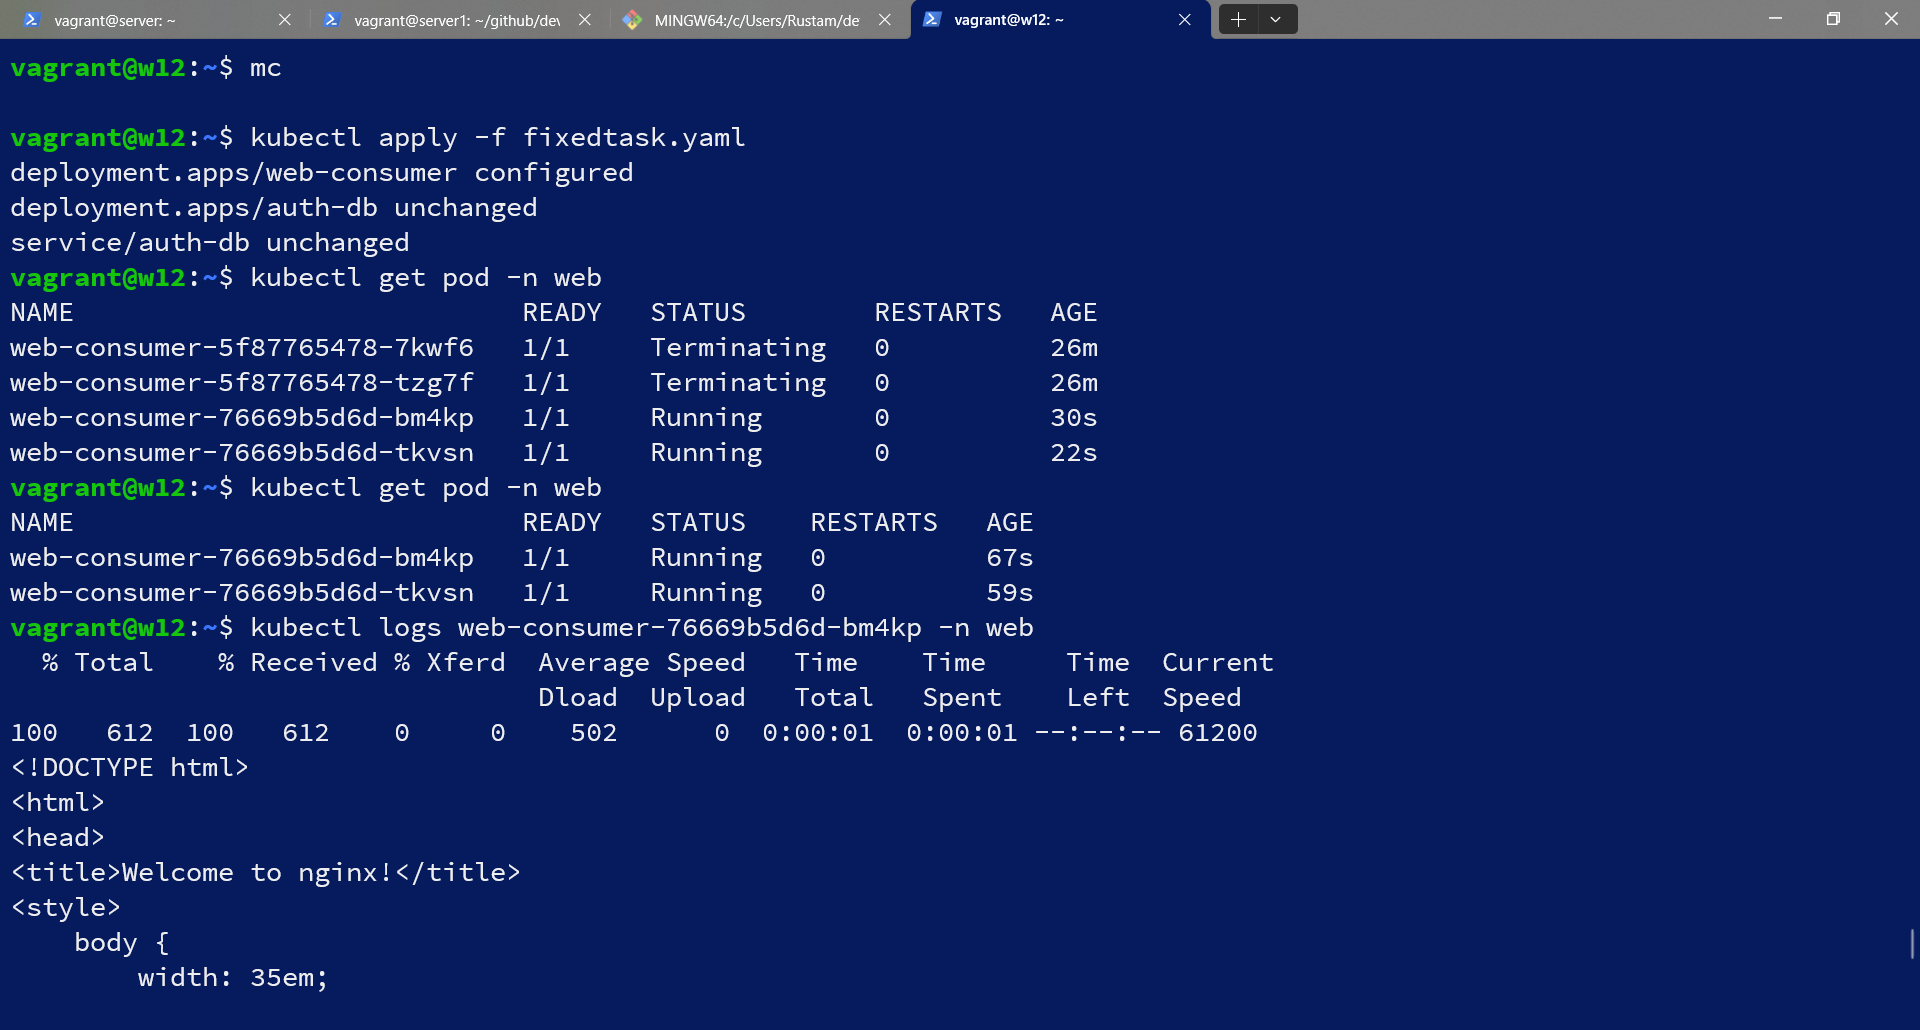 vagrant@server: ~
vagrant@server1: ~/github/dev
MINGW64:/c/Users/Rustam/de
vagrant@w12: ~
vagrant@w12:~$ mc
vagrant@w12:~$ kubectl apply -f fixedtask.yaml
deployment.apps/web-consumer configured
deployment.apps/auth-db unchanged
service/auth-db unchanged
vagrant@w12:~$ kubectl get pod -n web
NAME                            READY   STATUS        RESTARTS   AGE
web-consumer-5f87765478-7kwf6   1/1     Terminating   0          26m
web-consumer-5f87765478-tzg7f   1/1     Terminating   0          26m
web-consumer-76669b5d6d-bm4kp   1/1     Running       0          30s
web-consumer-76669b5d6d-tkvsn   1/1     Running       0          22s
vagrant@w12:~$ kubectl get pod -n web
NAME                            READY   STATUS    RESTARTS   AGE
web-consumer-76669b5d6d-bm4kp   1/1     Running   0          67s
web-consumer-76669b5d6d-tkvsn   1/1     Running   0          59s
vagrant@w12:~$ kubectl logs web-consumer-76669b5d6d-bm4kp -n web
  % Total    % Received % Xferd  Average Speed   Time    Time     Time  Current
                                 Dload  Upload   Total   Spent    Left  Speed
100   612  100   612    0     0    502      0  0:00:01  0:00:01 --:--:-- 61200
<!DOCTYPE html>
<html>
<head>
<title>Welcome to nginx!</title>
<style>
    body {
        width: 35em;